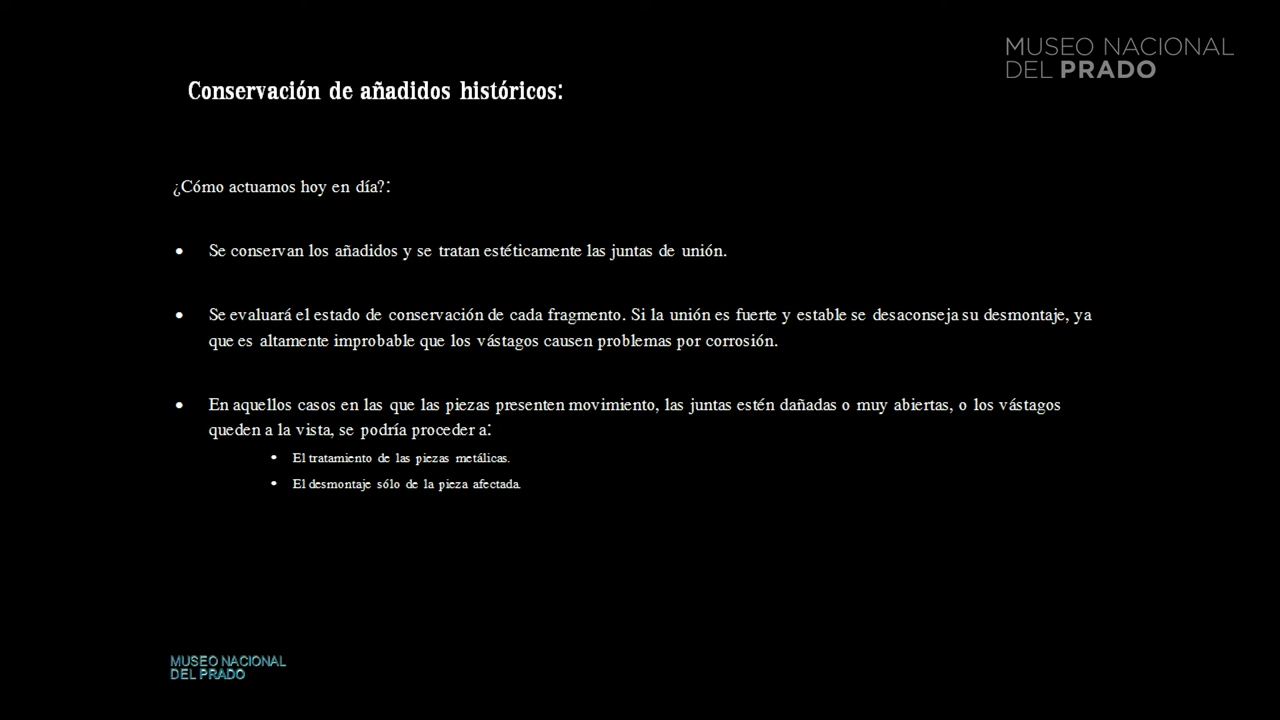 MUSEO NACIONAL
DEL PRADO
Conservación de añadidos históricos:
¿Cómo actuamos hoy en día?:
• Se conservan los añadidos y se tratan estéticamente las juntas de unión.
• Se evaluará el estado de conservación de cada fragmento. Si la unión es fuerte y estable se desaconseja su desmontaje, ya
que es altamente improbable que los vástagos causen problemas por corrosión.
• En aquellos casos en las que las piezas presenten movimiento, las juntas estén dañadas o muy abiertas, o los vástagos
queden a la vista, se podría proceder a:
• El tratamiento de las piezas metálicas.
• El desmontaje sólo de la pieza afectada.
MUSEO NACIONAL
DEL PRADO